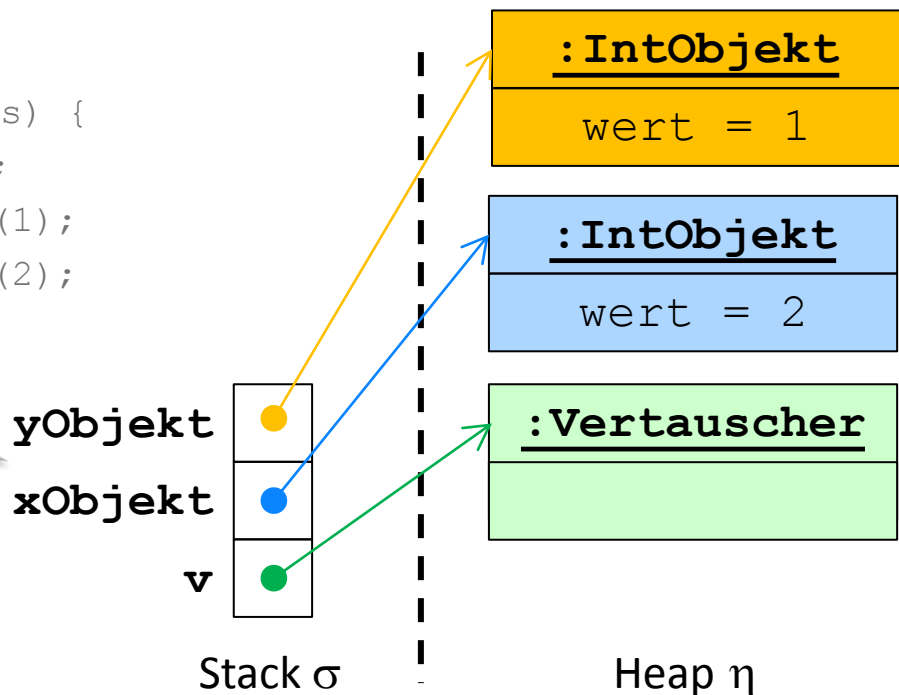 s) {
;
(1);
(2);
yObjekt
xObjekt
v
Stack σ
:IntObjekt
wert = 1
:IntObjekt
wert = 2
:Vertauscher
Heap η